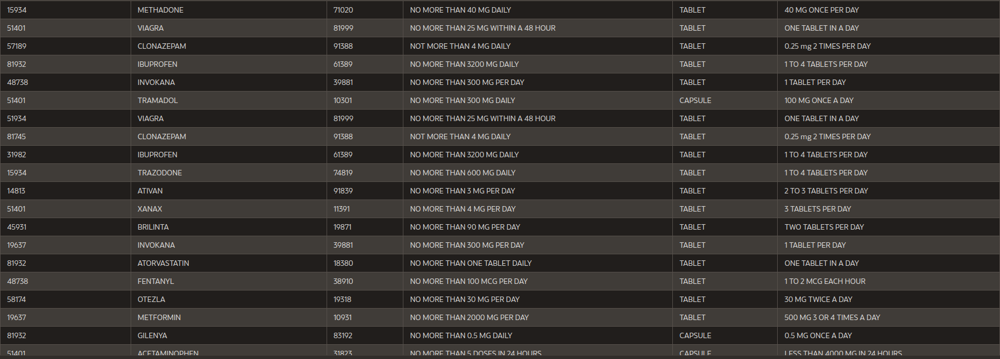 15934 METHADONE 71020 NO MORE THAN 40 MG DAILY TABLET 40 MG ONCE PER DAY
51401 VIAGRA 81999 NO MORE THAN 25 MG WITHIN A 48 HOUR TABLET ONE TABLET IN A DAY
57189 CLONAZEPAM 91388 NOT MORE THAN 4 MG DAILY TABLET 0.25 mg 2 TIMES PER DAY
81932 IBUPROFEN 61389 NO MORE THAN 3200 MG DAILY TABLET 1 TO 4 TABLETS PER DAY
48738 INVOKANA 39881 NO MORE THAN 300 MG PER DAY TABLET 1 TABLET PER DAY
51401 TRAMADOL 10301 NO MORE THAN 300 MG DAILY CAPSULE 100 MG ONCE A DAY
51934 VIAGRA 81999 NO MORE THAN 25 MG WITHIN A 48 HOUR TABLET ONE TABLET IN A DAY
81745 CLONAZEPAM 91388 NOT MORE THAN 4 MG DAILY TABLET 0.25 mg 2 TIMES PER DAY
31982 IBUPROFEN 61389 NO MORE THAN 3200 MG DAILY TABLET 1 TO 4 TABLETS PER DAY
15934 TRAZODONE 74819 NO MORE THAN 600 MG DAILY TABLET 1 TO 4 TABLETS PER DAY
14813 ATIVAN 91839 NO MORE THAN 3 MG PER DAY TABLET 2 TO 3 TABLETS PER DAY
51401 XANAX 11391 NO MORE THAN 4 MG PER DAY TABLET 3 TABLETS PER DAY
45931 BRILINTA 19871 NO MORE THAN 90 MG PER DAY TABLET TWO TABLETS PER DAY
19637 INVOKANA 39881 NO MORE THAN 300 MG PER DAY TABLET 1 TABLET PER DAY
81932 ATORVASTATIN 18380 NO MORE THAN ONE TABLET DAILY TABLET ONE TABLET IN A DAY
48738 FENTANYL 38910 NO MORE THAN 100 MCG PER DAY TABLET 1 TO 2 MCG EACH HOUR
58174 OTEZLA 19318 NO MORE THAN 30 MG PER DAY TABLET 30 MG TWICE A DAY
19637 METFORMIN 10931 NO MORE THAN 2000 MG PER DAY TABLET 500 MG 3 OR 4 TIMES A DAY
81932 GILENYA 83192 NO MORE THAN 0.5 MG DAILY CAPSULE 0.5 MG ONCE A DAY
51401 ACETAMINOPHEN 31823 NO MORE THAN 5 DOSES IN 24 HOURS CAPSULE LESS THAN 4000 MG IN 24 HOURS